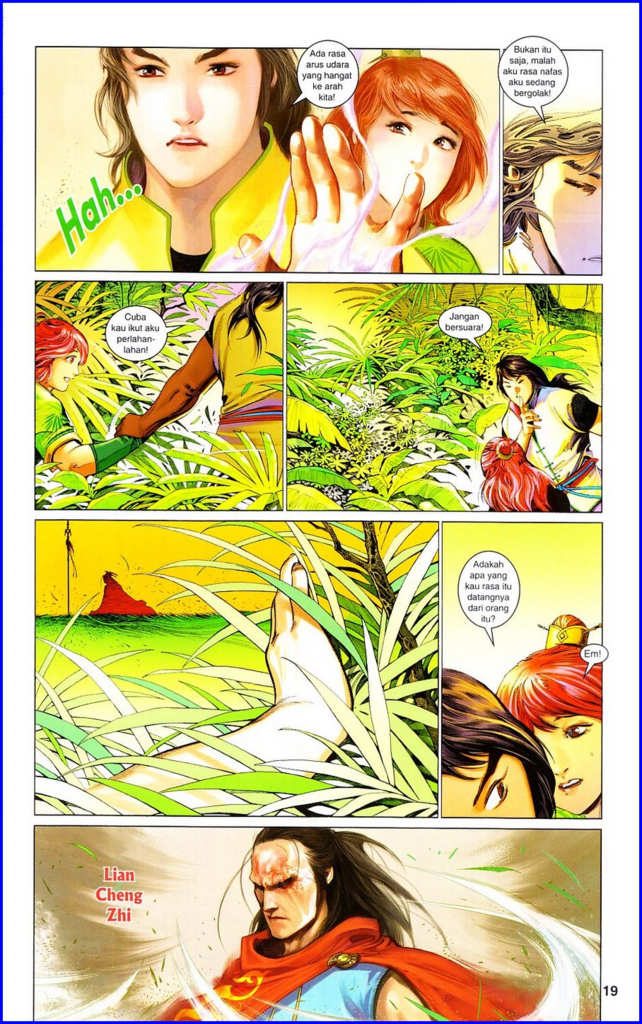 Ada rasa
arus udara
yang hangat
ke arah
kita!
Bukan itu
saja, malah
aku rasa nafas
aku sedang
bergolak!
Hah...
Cuba
kau ikut aku
perlahan-
lahan!
Jangan
bersuara!
Adakah
apa yang
kau rasa itu
datangnya
dari orang
itu?
Em!
Lian
Cheng
Zhi
19